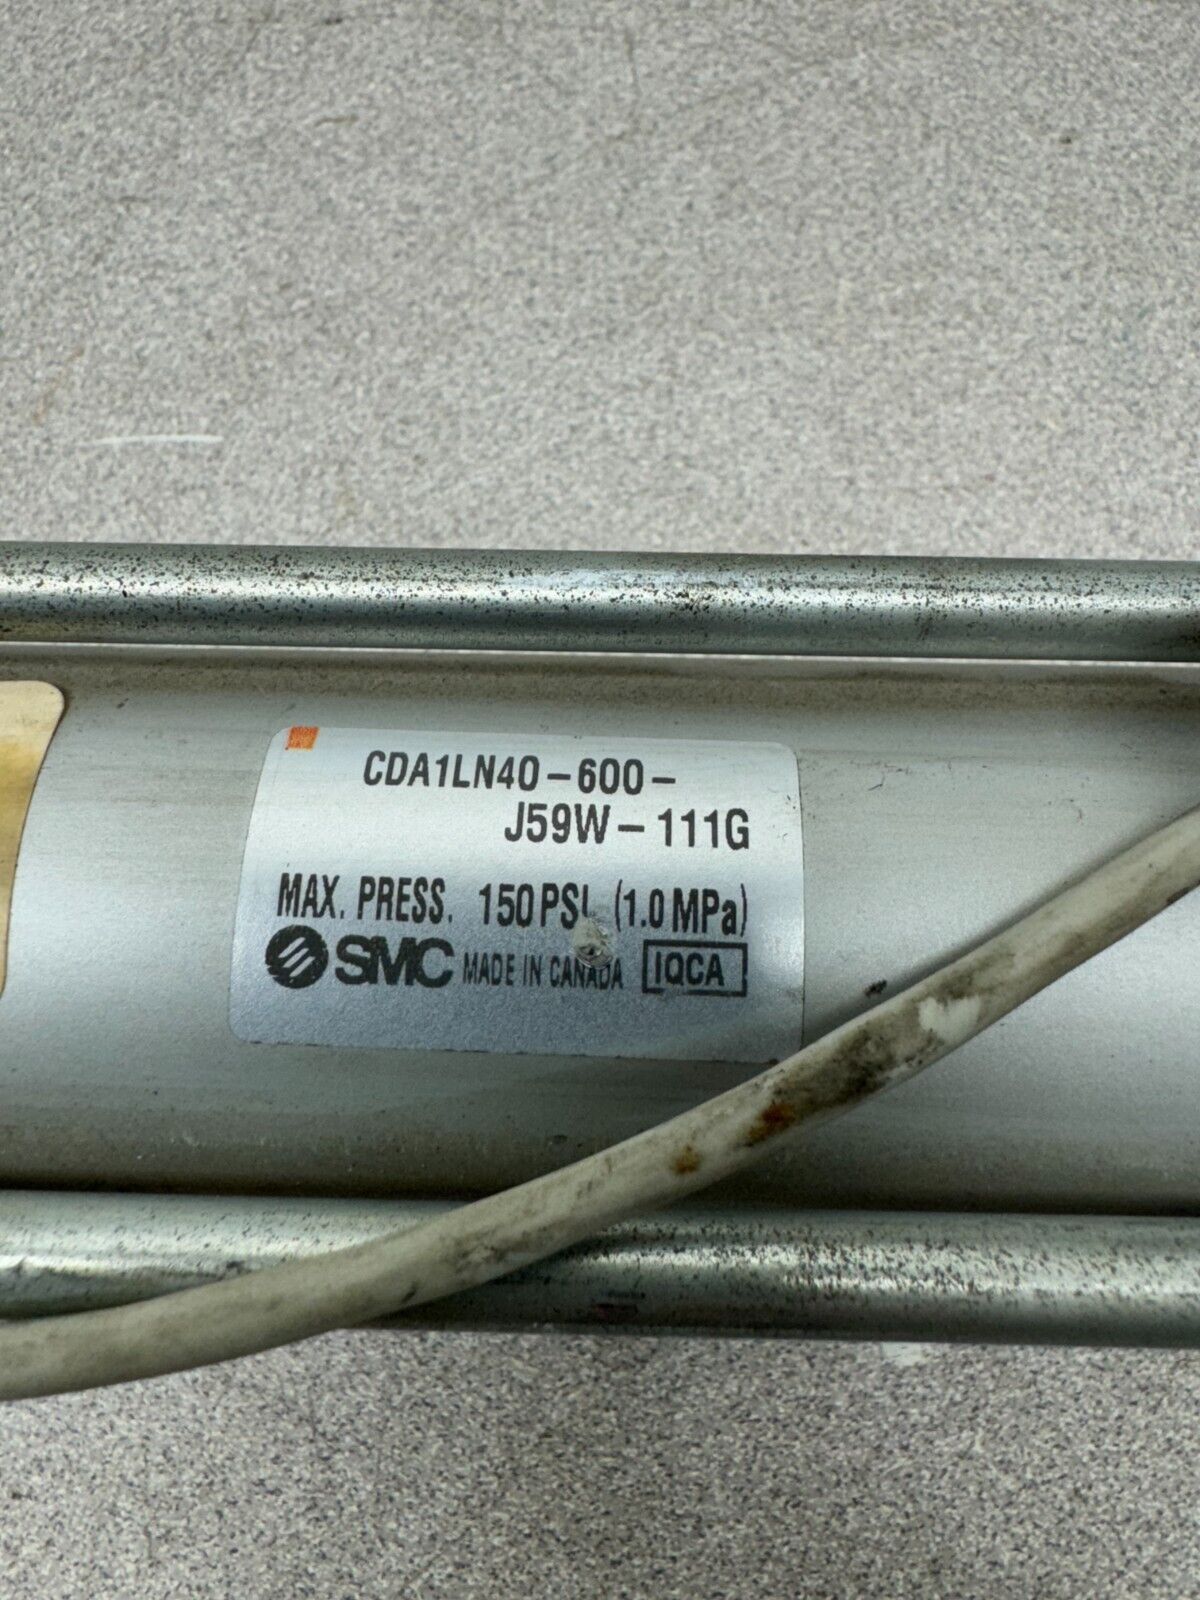 CDA1LN40-600-
J59W-111G
MAX. PRESS. 150 PSI (1.0 MPa)
SMC MADE IN CANADA IQCA